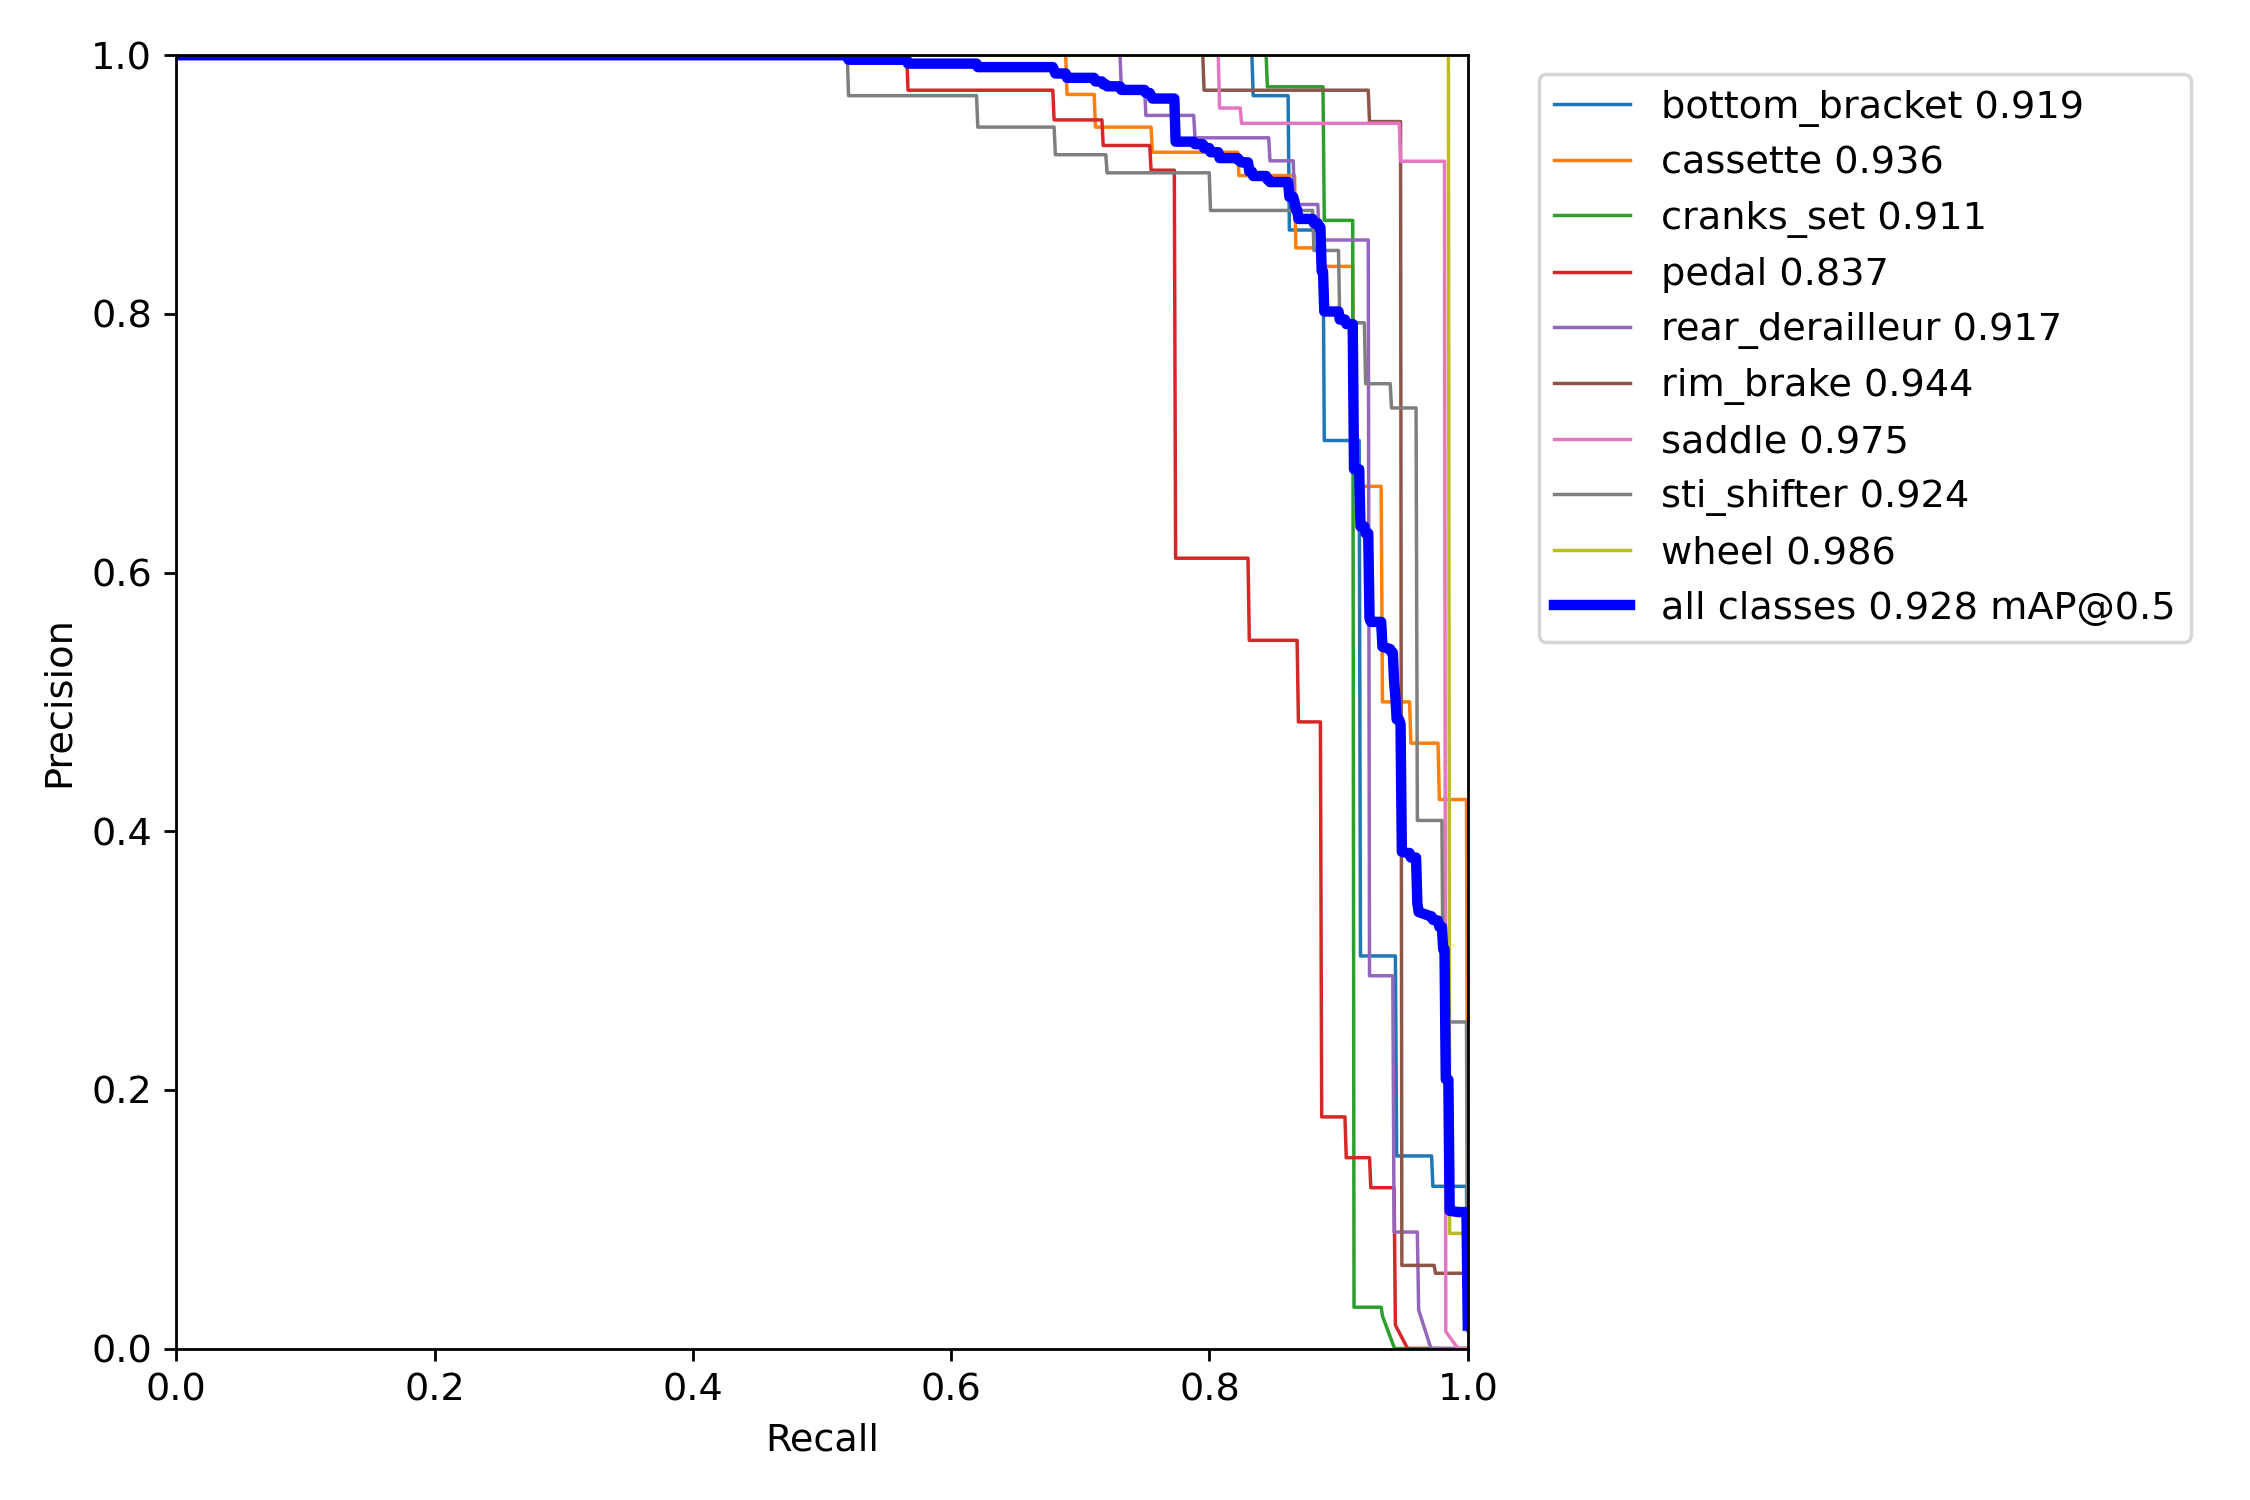 1.0
0.8
0.6
0.4
0.2
0.0
Precision
0.0 0.2 0.4 0.6 0.8 1.0
Recall
bottom_bracket 0.919
cassette 0.936
cranks_set 0.911
pedal 0.837
rear_derailleur 0.917
rim_brake 0.944
saddle 0.975
sti_shifter 0.924
wheel 0.986
all classes 0.928 mAP@0.5